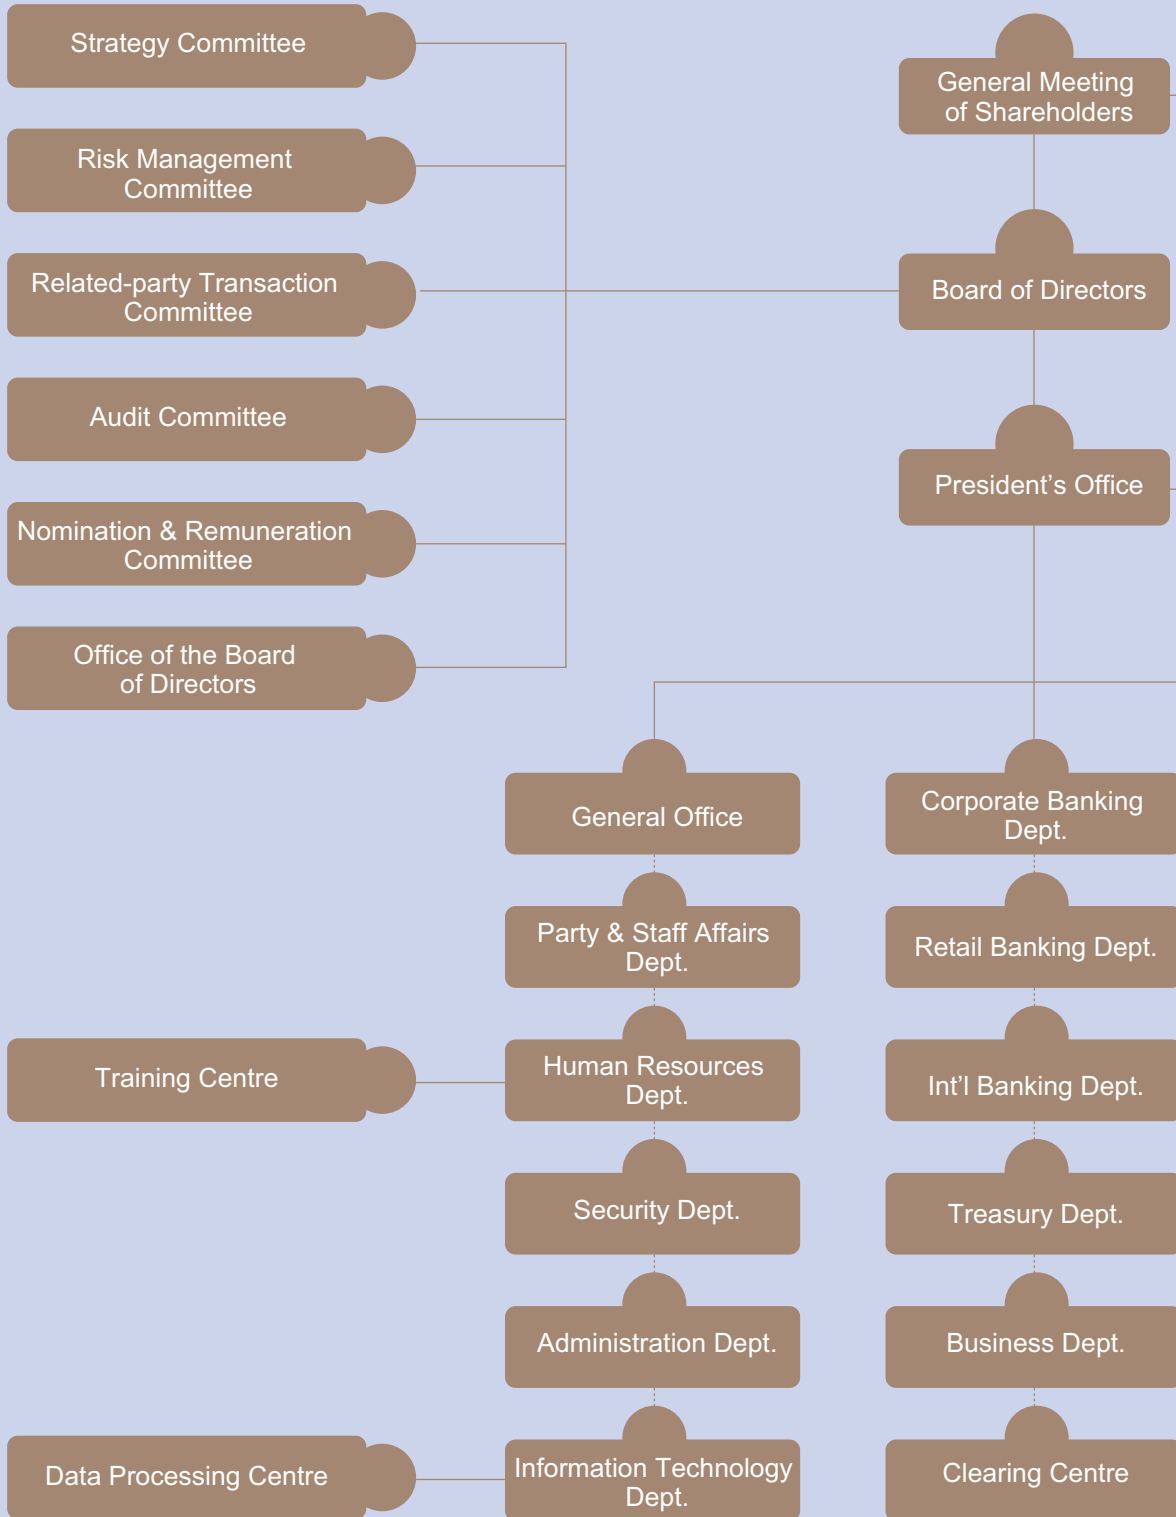 Strategy Committee
Risk Management
Committee
Related-party Transaction
Committee
Audit Committee
Nomination & Remuneration
Committee
Office of the Board
of Directors
General Meeting
of Shareholders
Board of Directors
President’s Office
General Office
Party & Staff Affairs
Dept.
Human Resources
Dept.
Training Centre
Security Dept.
Administration Dept.
Information Technology
Dept.
Data Processing Centre
Corporate Banking
Dept.
Retail Banking Dept.
Int’l Banking Dept.
Treasury Dept.
Business Dept.
Clearing Centre